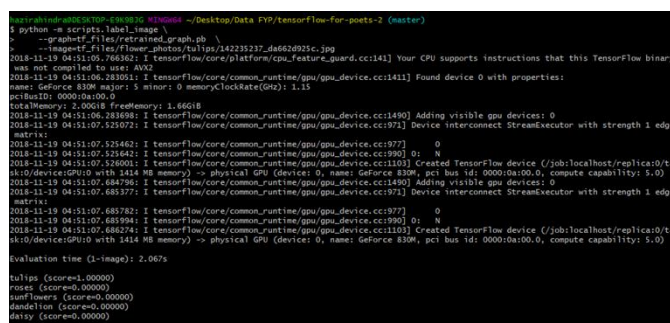 hazirahindra@DESKTOP-E9K9BJG MINGW64 ~/Desktop/Data FYP/tensorflow-for-poets-2 (master)
$ python -m scripts.label_image \
> --graph=tf_files/retrained_graph.pb \
> --image=tf_files/flower_photos/tulips/142235237_da662d925c.jpg
2018-11-19 04:51:05.766362: I tensorflow/core/platform/cpu_feature_guard.cc:141] Your CPU supports instructions that this TensorFlow binar
was not compiled to use: AVX2
2018-11-19 04:51:06.283051: I tensorflow/core/common_runtime/gpu/gpu_device.cc:1411] Found device 0 with properties:
name: GeForce 830M major: 5 minor: 0 memoryClockRate(GHz): 1.15
pciBusID: 0000:0a:00.0
totalMemory: 2.00GiB freeMemory: 1.66GiB
2018-11-19 04:51:06.283698: I tensorflow/core/common_runtime/gpu/gpu_device.cc:1490] Adding visible gpu devices: 0
2018-11-19 04:51:07.525072: I tensorflow/core/common_runtime/gpu/gpu_device.cc:971] Device interconnect StreamExecutor with strength 1 edg
matrix:
2018-11-19 04:51:07.525462: I tensorflow/core/common_runtime/gpu/gpu_device.cc:977] 0
2018-11-19 04:51:07.525642: I tensorflow/core/common_runtime/gpu/gpu_device.cc:990] 0: N
2018-11-19 04:51:07.526001: I tensorflow/core/common_runtime/gpu/gpu_device.cc:1103] Created TensorFlow device (/job:localhost/replica:0/t
sk:0/device:GPU:0 with 1414 MB memory) -> physical GPU (device: 0, name: GeForce 830M, pci bus id: 0000:0a:00.0, compute capability: 5.0)
2018-11-19 04:51:07.684796: I tensorflow/core/common_runtime/gpu/gpu_device.cc:1490] Adding visible gpu devices: 0
2018-11-19 04:51:07.685377: I tensorflow/core/common_runtime/gpu/gpu_device.cc:971] Device interconnect StreamExecutor with strength 1 edg
matrix:
2018-11-19 04:51:07.685782: I tensorflow/core/common_runtime/gpu/gpu_device.cc:977] 0
2018-11-19 04:51:07.685994: I tensorflow/core/common_runtime/gpu/gpu_device.cc:990] 0: N
2018-11-19 04:51:07.686274: I tensorflow/core/common_runtime/gpu/gpu_device.cc:1103] Created TensorFlow device (/job:localhost/replica:0/t
sk:0/device:GPU:0 with 1414 MB memory) -> physical GPU (device: 0, name: GeForce 830M, pci bus id: 0000:0a:00.0, compute capability: 5.0)
Evaluation time (1-image): 2.067s
tulips (score=1.00000)
roses (score=0.00000)
sunflowers (score=0.00000)
dandelion (score=0.00000)
daisy (score=0.00000)